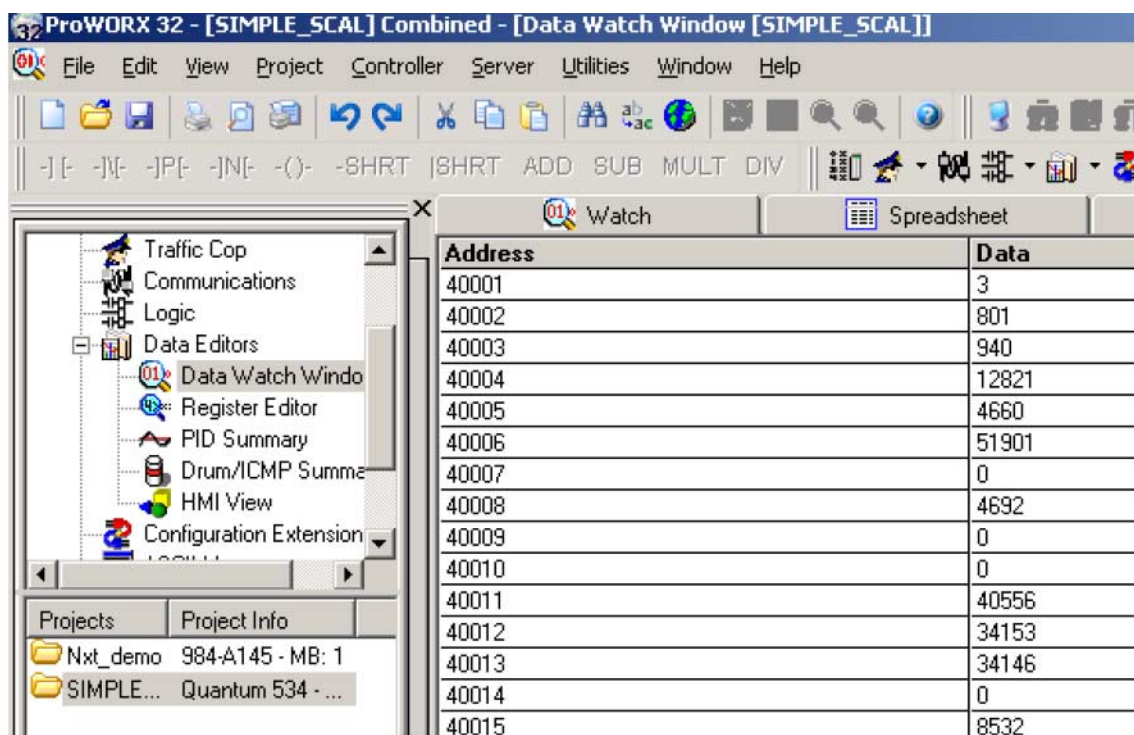 ProWORX 32 - [SIMPLE_SCAL] Combined - [Data Watch Window [SIMPLE_SCAL]]
File Edit View Project Controller Server Utilities Window Help
-] [- -]\[- -]P[- -]N[- -( )- -SHRT |SHRT ADD SUB MULT DIV
Traffic Cop
Communications
Logic
Data Editors
Data Watch Windo
Register Editor
PID Summary
Drum/ICMP Summa
HMI View
Configuration Extension
Projects Project Info
Nxt_demo 984-A145 - MB: 1
SIMPLE... Quantum 534 - ...
Watch Spreadsheet
Address Data
40001 3
40002 801
40003 940
40004 12821
40005 4660
40006 51901
40007 0
40008 4692
40009 0
40010 0
40011 40556
40012 34153
40013 34146
40014 0
40015 8532